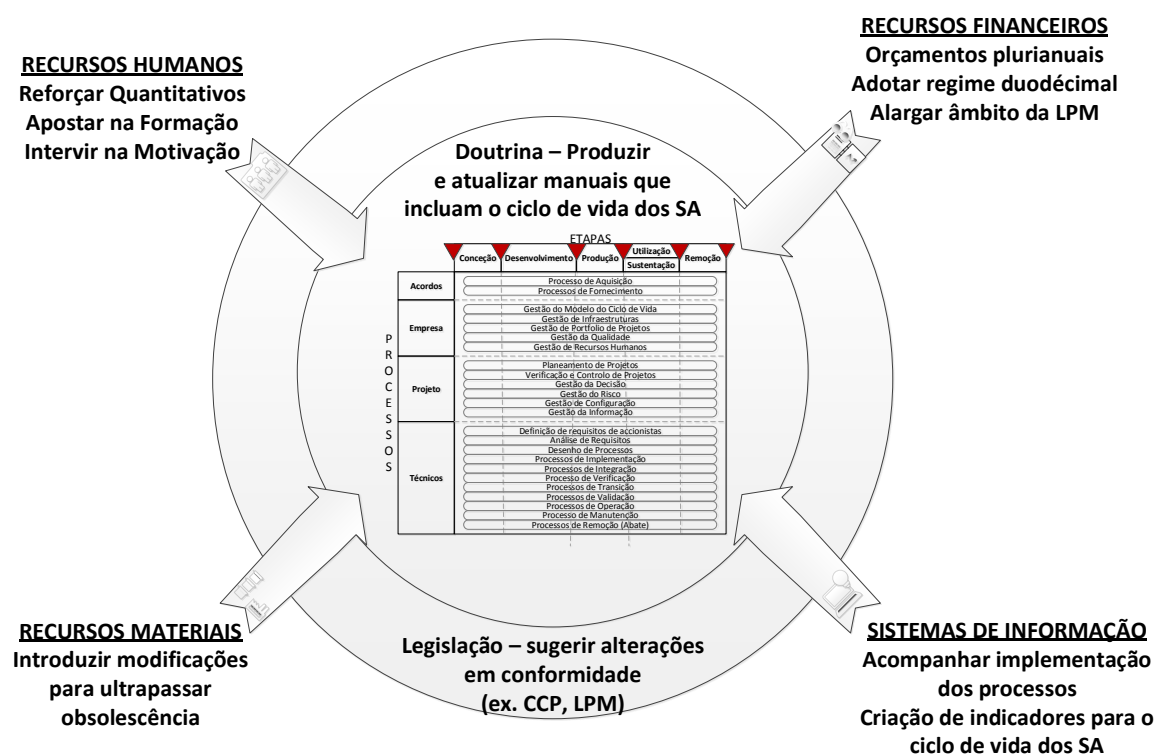 RECURSOS HUMANOS
Reforçar Quantitativos
Apostar na Formação
Intervir na Motivação
RECURSOS FINANCEIROS
Orçamentos plurianuais
Adotar regime duodécimal
Alargar âmbito da LPM
Doutrina – Produzir
e atualizar manuais que
incluam o ciclo de vida dos SA
ETAPAS
Conceção
Desenvolvimento
Produção
Utilização
Sustentação
Remoção
PROCESSOS
Acordos
Processo de Aquisição
Processos de Fornecimento
Empresa
Gestão do Modelo do Ciclo de Vida
Gestão de Infraestruturas
Gestão de Portfolio de Projetos
Gestão da Qualidade
Gestão de Recursos Humanos
Projeto
Planeamento de Projetos
Verificação e Controlo de Projetos
Gestão da Decisão
Gestão do Risco
Gestão de Configuração
Gestão da Informação
Técnicos
Definição de requisitos de accionistas
Análise de Requisitos
Desenho de Processos
Processos de Implementação
Processos de Integração
Processo de Verificação
Processos de Transição
Processos de Validação
Processos de Operação
Processo de Manutenção
Processos de Remoção (Abate)
RECURSOS MATERIAIS
Introduzir modificações
para ultrapassar
obsolescência
Legislação – sugerir alterações
em conformidade
(ex. CCP, LPM)
SISTEMAS DE INFORMAÇÃO
Acompanhar implementação
dos processos
Criação de indicadores para o
ciclo de vida dos SA